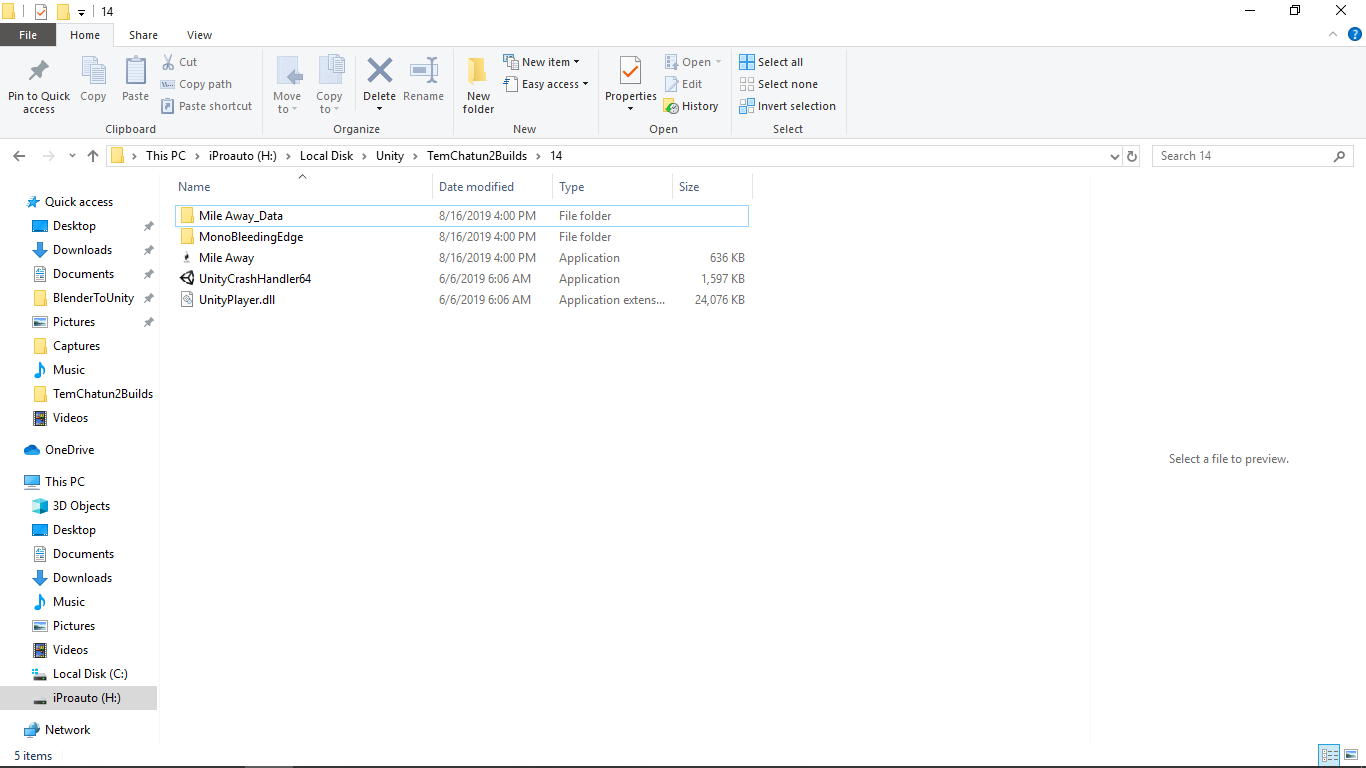 14
File Home Share View
Pin to Quick access
Copy
Paste
Cut
Copy path
Paste shortcut
Clipboard
Move to
Copy to
Delete
Rename
Organize
New folder
New item
Easy access
New
Properties
Open
Edit
History
Open
Select all
Select none
Invert selection
Select
This PC iProauto (H:) Local Disk Unity TemChatun2Builds 14
Search 14
Name Date modified Type Size
Mile Away_Data 8/16/2019 4:00 PM File folder
MonoBleedingEdge 8/16/2019 4:00 PM File folder
Mile Away 8/16/2019 4:00 PM Application 636 KB
UnityCrashHandler64 6/6/2019 6:06 AM Application 1,597 KB
UnityPlayer.dll 6/6/2019 6:06 AM Application extens... 24,076 KB
Quick access
Desktop
Downloads
Documents
BlenderToUnity
Pictures
Captures
Music
TemChatun2Builds
Videos
OneDrive
This PC
3D Objects
Desktop
Documents
Downloads
Music
Pictures
Videos
Local Disk (C:)
iProauto (H:)
Network
Select a file to preview.
5 items